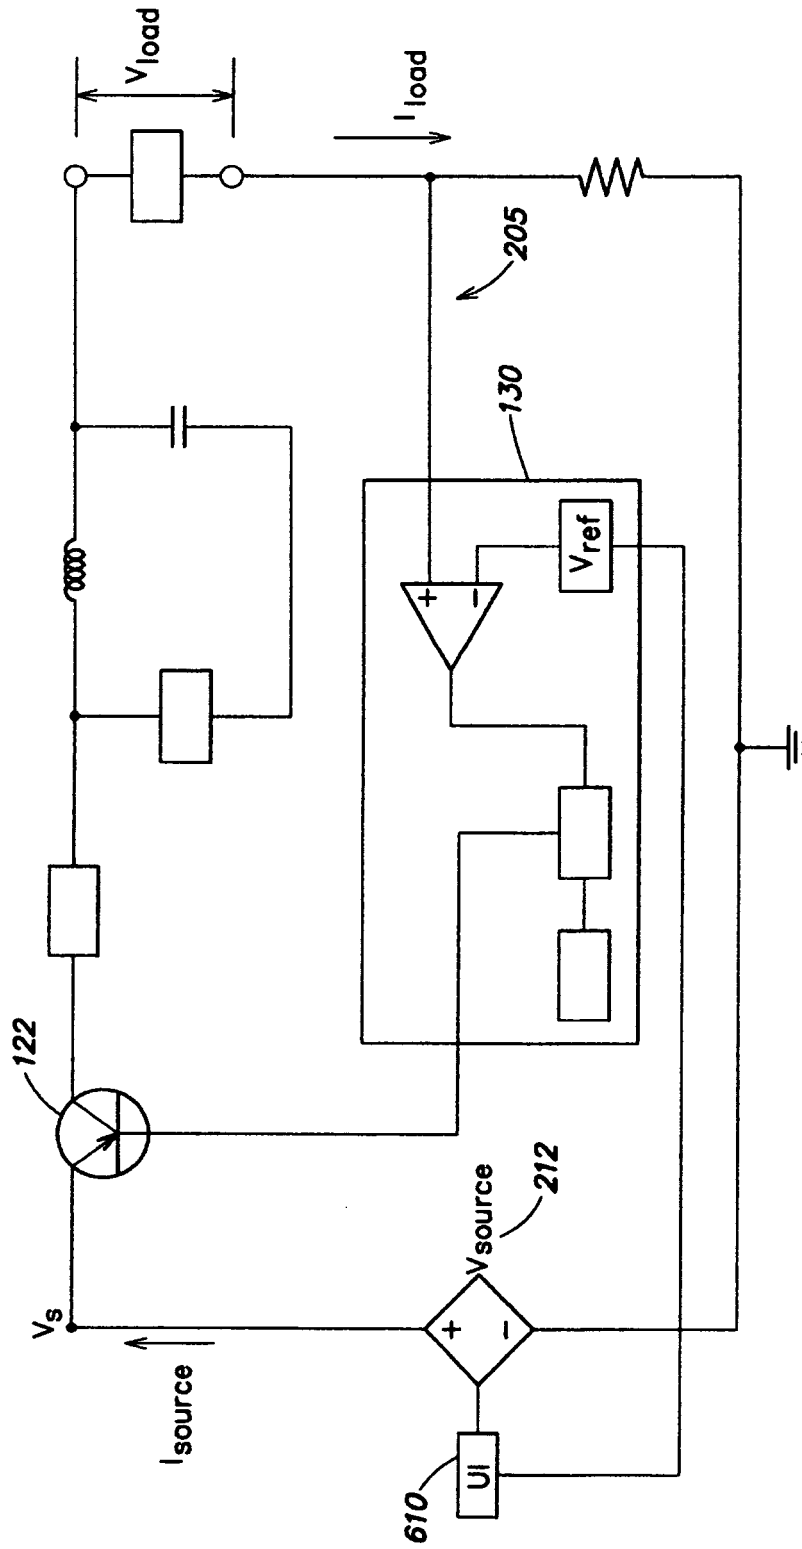 V_load
I_load
205
130
+
−
V_ref
122
V_source
212
V_s
I_source
+
−
UI
610